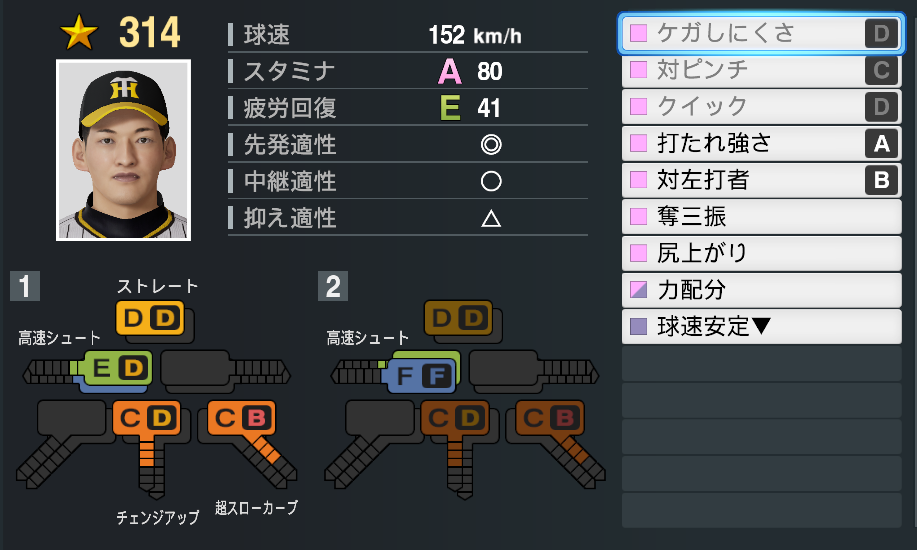 ★ 314
HT
球速 152 km/h
スタミナ A 80
疲労回復 E 41
先発適性 ◎
中継適性 ○
抑え適性 △
ケガしにくさ D
対ピンチ C
クイック D
打たれ強さ A
対左打者 B
奪三振
尻上がり
力配分
球速安定▼
1
ストレート
D D
高速シュート
E D
C D
C B
チェンジアップ
超スローカーブ
2
D D
高速シュート
F F
C D
C B